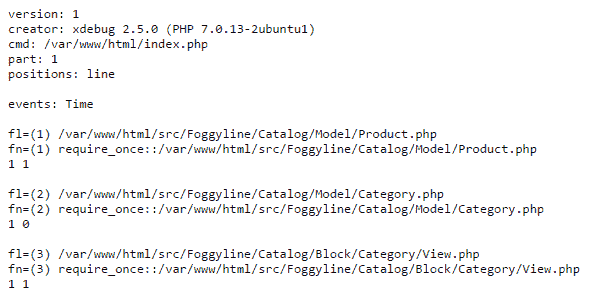 version: 1
creator: xdebug 2.5.0 (PHP 7.0.13-2ubuntu1)
cmd: /var/www/html/index.php
part: 1
positions: line
events: Time
fl=(1) /var/www/html/src/Foggyline/Catalog/Model/Product.php
fn=(1) require_once::/var/www/html/src/Foggyline/Catalog/Model/Product.php
1 1
fl=(2) /var/www/html/src/Foggyline/Catalog/Model/Category.php
fn=(2) require_once::/var/www/html/src/Foggyline/Catalog/Model/Category.php
1 0
fl=(3) /var/www/html/src/Foggyline/Catalog/Block/Category/View.php
fn=(3) require_once::/var/www/html/src/Foggyline/Catalog/Block/Category/View.php
1 1